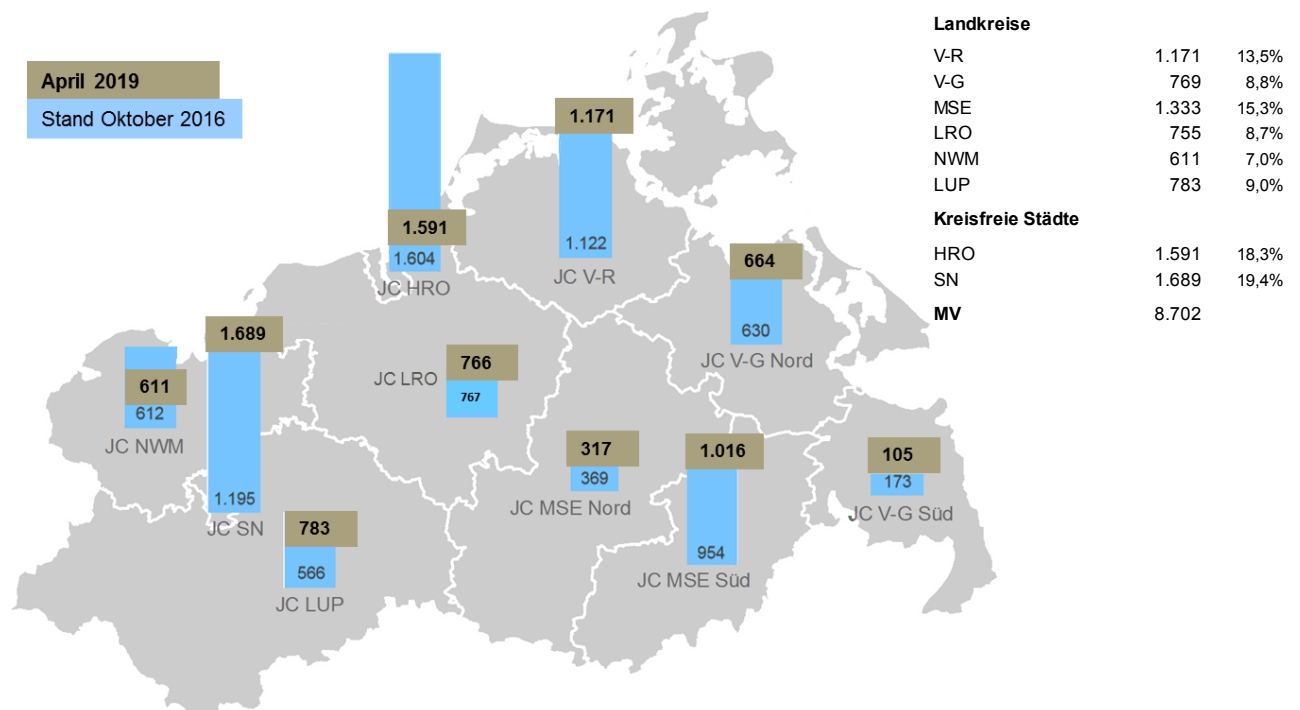 April 2019
Stand Oktober 2016
1.591
1.604
JC HRO
1.171
1.122
JC V-R
664
630
JC V-G Nord
1.689
1.195
JC SN
611
612
JC NWM
JC LRO
766
767
317
369
JC MSE Nord
1.016
954
JC MSE Süd
105
173
JC V-G Süd
783
566
JC LUP
Landkreise
V-R 1.171 13,5%
V-G 769 8,8%
MSE 1.333 15,3%
LRO 755 8,7%
NWM 611 7,0%
LUP 783 9,0%
Kreisfreie Städte
HRO 1.591 18,3%
SN 1.689 19,4%
MV 8.702